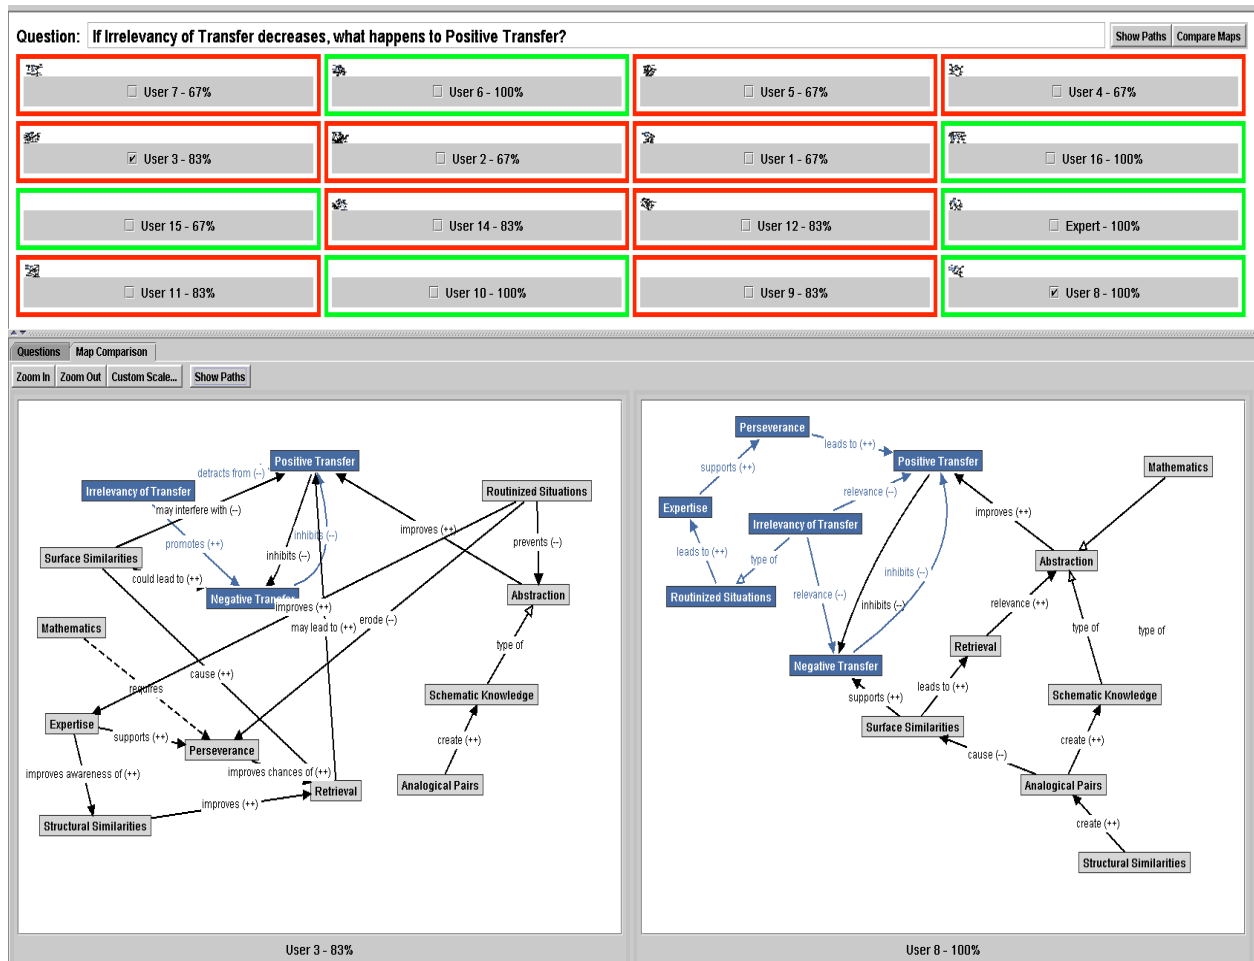 Question: If Irrelevancy of Transfer decreases, what happens to Positive Transfer? Show Paths Compare Maps
User 7 - 67% User 6 - 100% User 5 - 67% User 4 - 67%
User 3 - 83% User 2 - 67% User 1 - 67% User 16 - 100%
User 15 - 67% User 14 - 83% User 12 - 83% Expert - 100%
User 11 - 83% User 10 - 100% User 9 - 83% User 8 - 100%
Questions Map Comparison
Zoom In Zoom Out Custom Scale... Show Paths
Positive Transfer
detracts from (--)
Irrelevancy of Transfer
Routinized Situations
may interfere with (--)
improves (++)
promotes (++)
inhibits (--)
prevents (--)
Surface Similarities
inhibits (--)
could lead to (++)
Negative Transfer
Abstraction
improves (++)
Mathematics
may lead to (++)
erode (--)
type of
cause (++)
requires
Schematic Knowledge
Expertise
supports (++)
Perseverance
create (++)
improves awareness of (++)
improves chances of (++)
Retrieval
Analogical Pairs
improves (++)
Structural Similarities
User 3 - 83%
Perseverance
leads to (++)
Positive Transfer
Mathematics
supports (++)
relevance (--)
Expertise
Irrelevancy of Transfer
improves (++)
leads to (++)
type of
Abstraction
inhibits (--)
Routinized Situations
relevance (--)
inhibits (--)
relevance (++)
type of
type of
Retrieval
Negative Transfer
leads to (++)
supports (++)
Schematic Knowledge
Surface Similarities
create (++)
cause (--)
Analogical Pairs
create (++)
Structural Similarities
User 8 - 100%